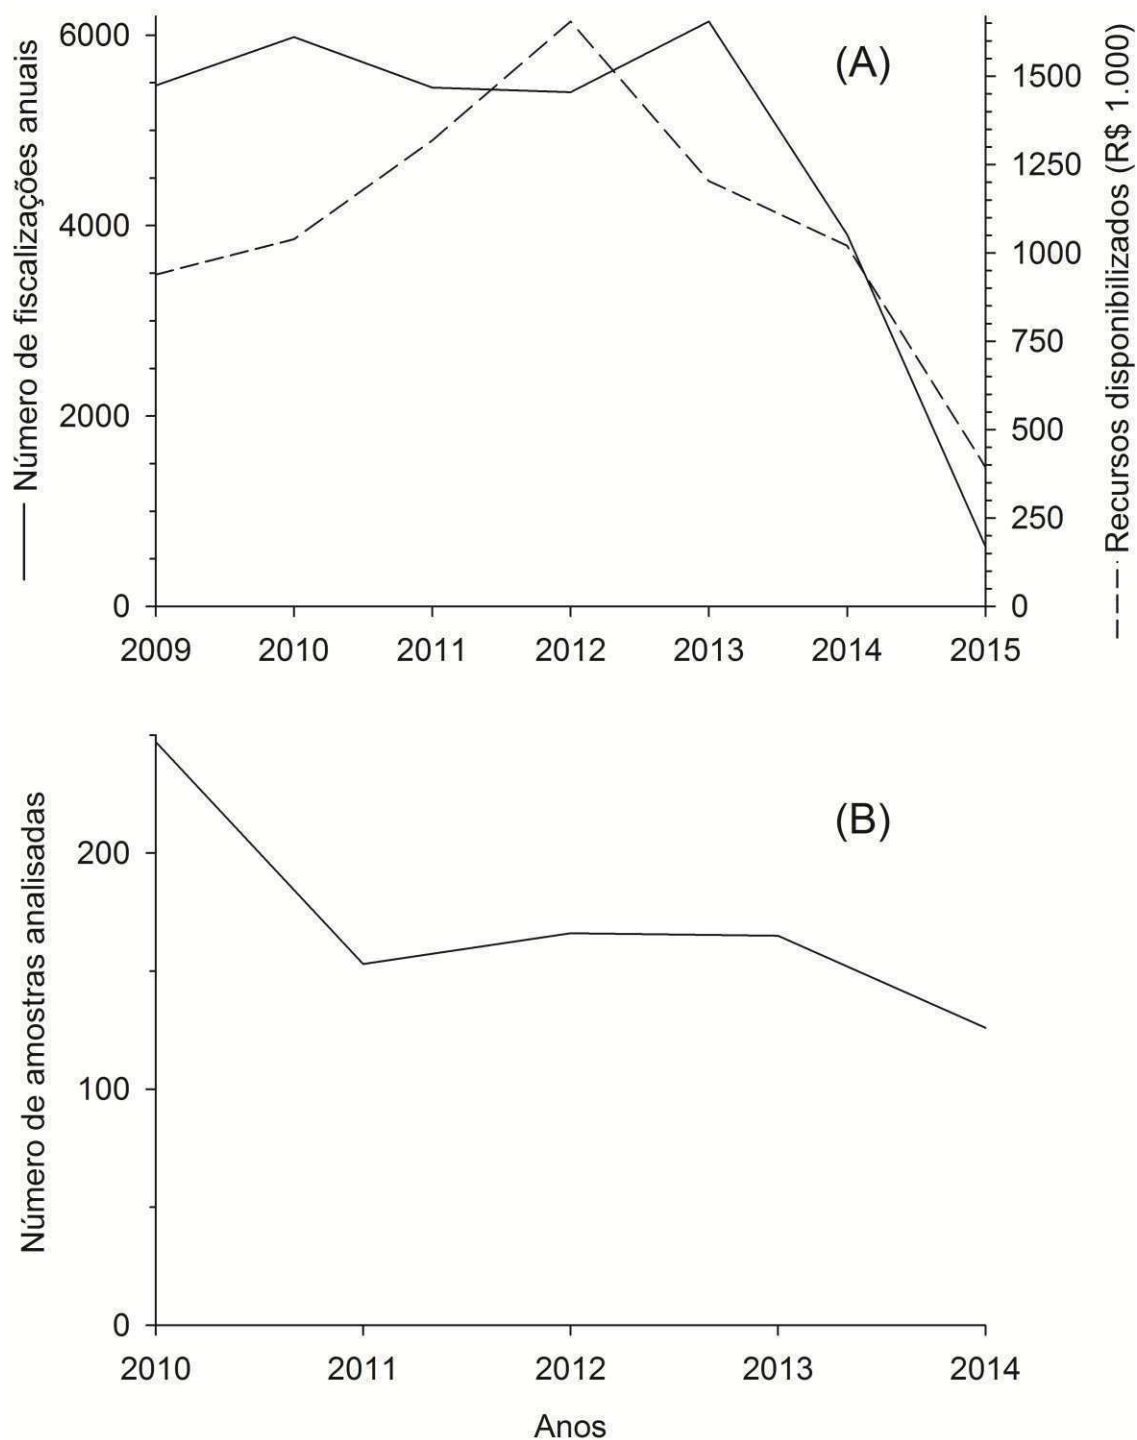 Número de fiscalizações anuais
6000
4000
2000
0
(A)
1500
1250
1000
750
500
250
0
Recursos disponibilizados (R$ 1.000)
2009 2010 2011 2012 2013 2014 2015
Número de amostras analisadas
200
100
0
(B)
2010 2011 2012 2013 2014
Anos